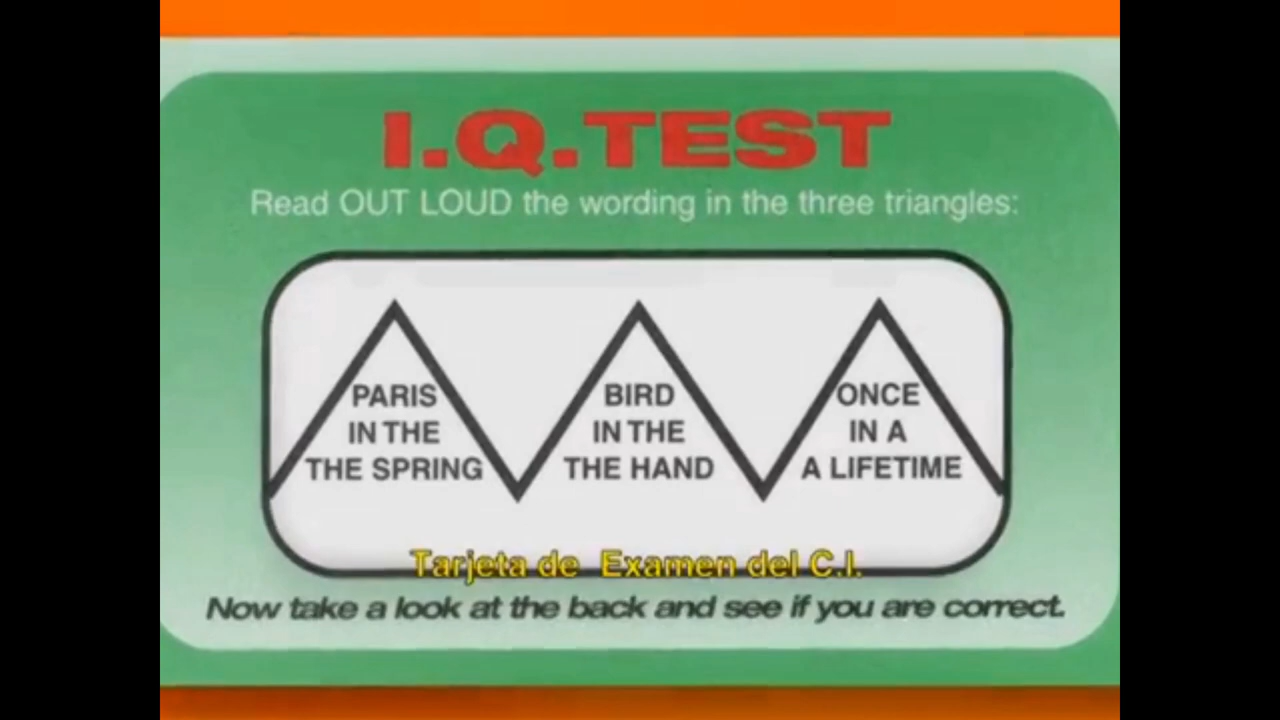 I.Q.TEST
Read OUT LOUD the wording in the three triangles:
PARIS
IN THE
THE SPRING
BIRD
IN THE
THE HAND
ONCE
IN A
A LIFETIME
Tarjeta de Examen del C.I.
Now take a look at the back and see if you are correct.